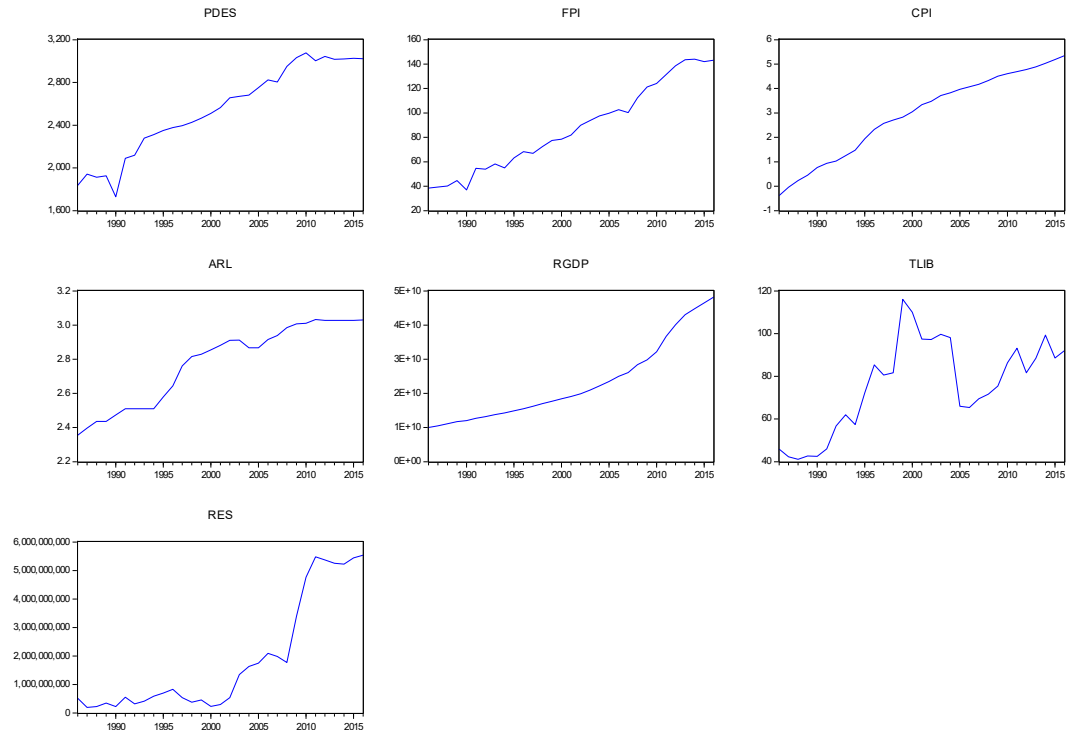 PDES
3,200
2,800
2,400
2,000
1,600
1990 1995 2000 2005 2010 2015
FPI
160
140
120
100
80
60
40
20
1990 1995 2000 2005 2010 2015
CPI
6
5
4
3
2
1
0
-1
1990 1995 2000 2005 2010 2015
ARL
3.2
3.0
2.8
2.6
2.4
2.2
1990 1995 2000 2005 2010 2015
RGDP
5E+10
4E+10
3E+10
2E+10
1E+10
0E+00
1990 1995 2000 2005 2010 2015
TLIB
120
100
80
60
40
1990 1995 2000 2005 2010 2015
RES
6,000,000,000
5,000,000,000
4,000,000,000
3,000,000,000
2,000,000,000
1,000,000,000
0
1990 1995 2000 2005 2010 2015